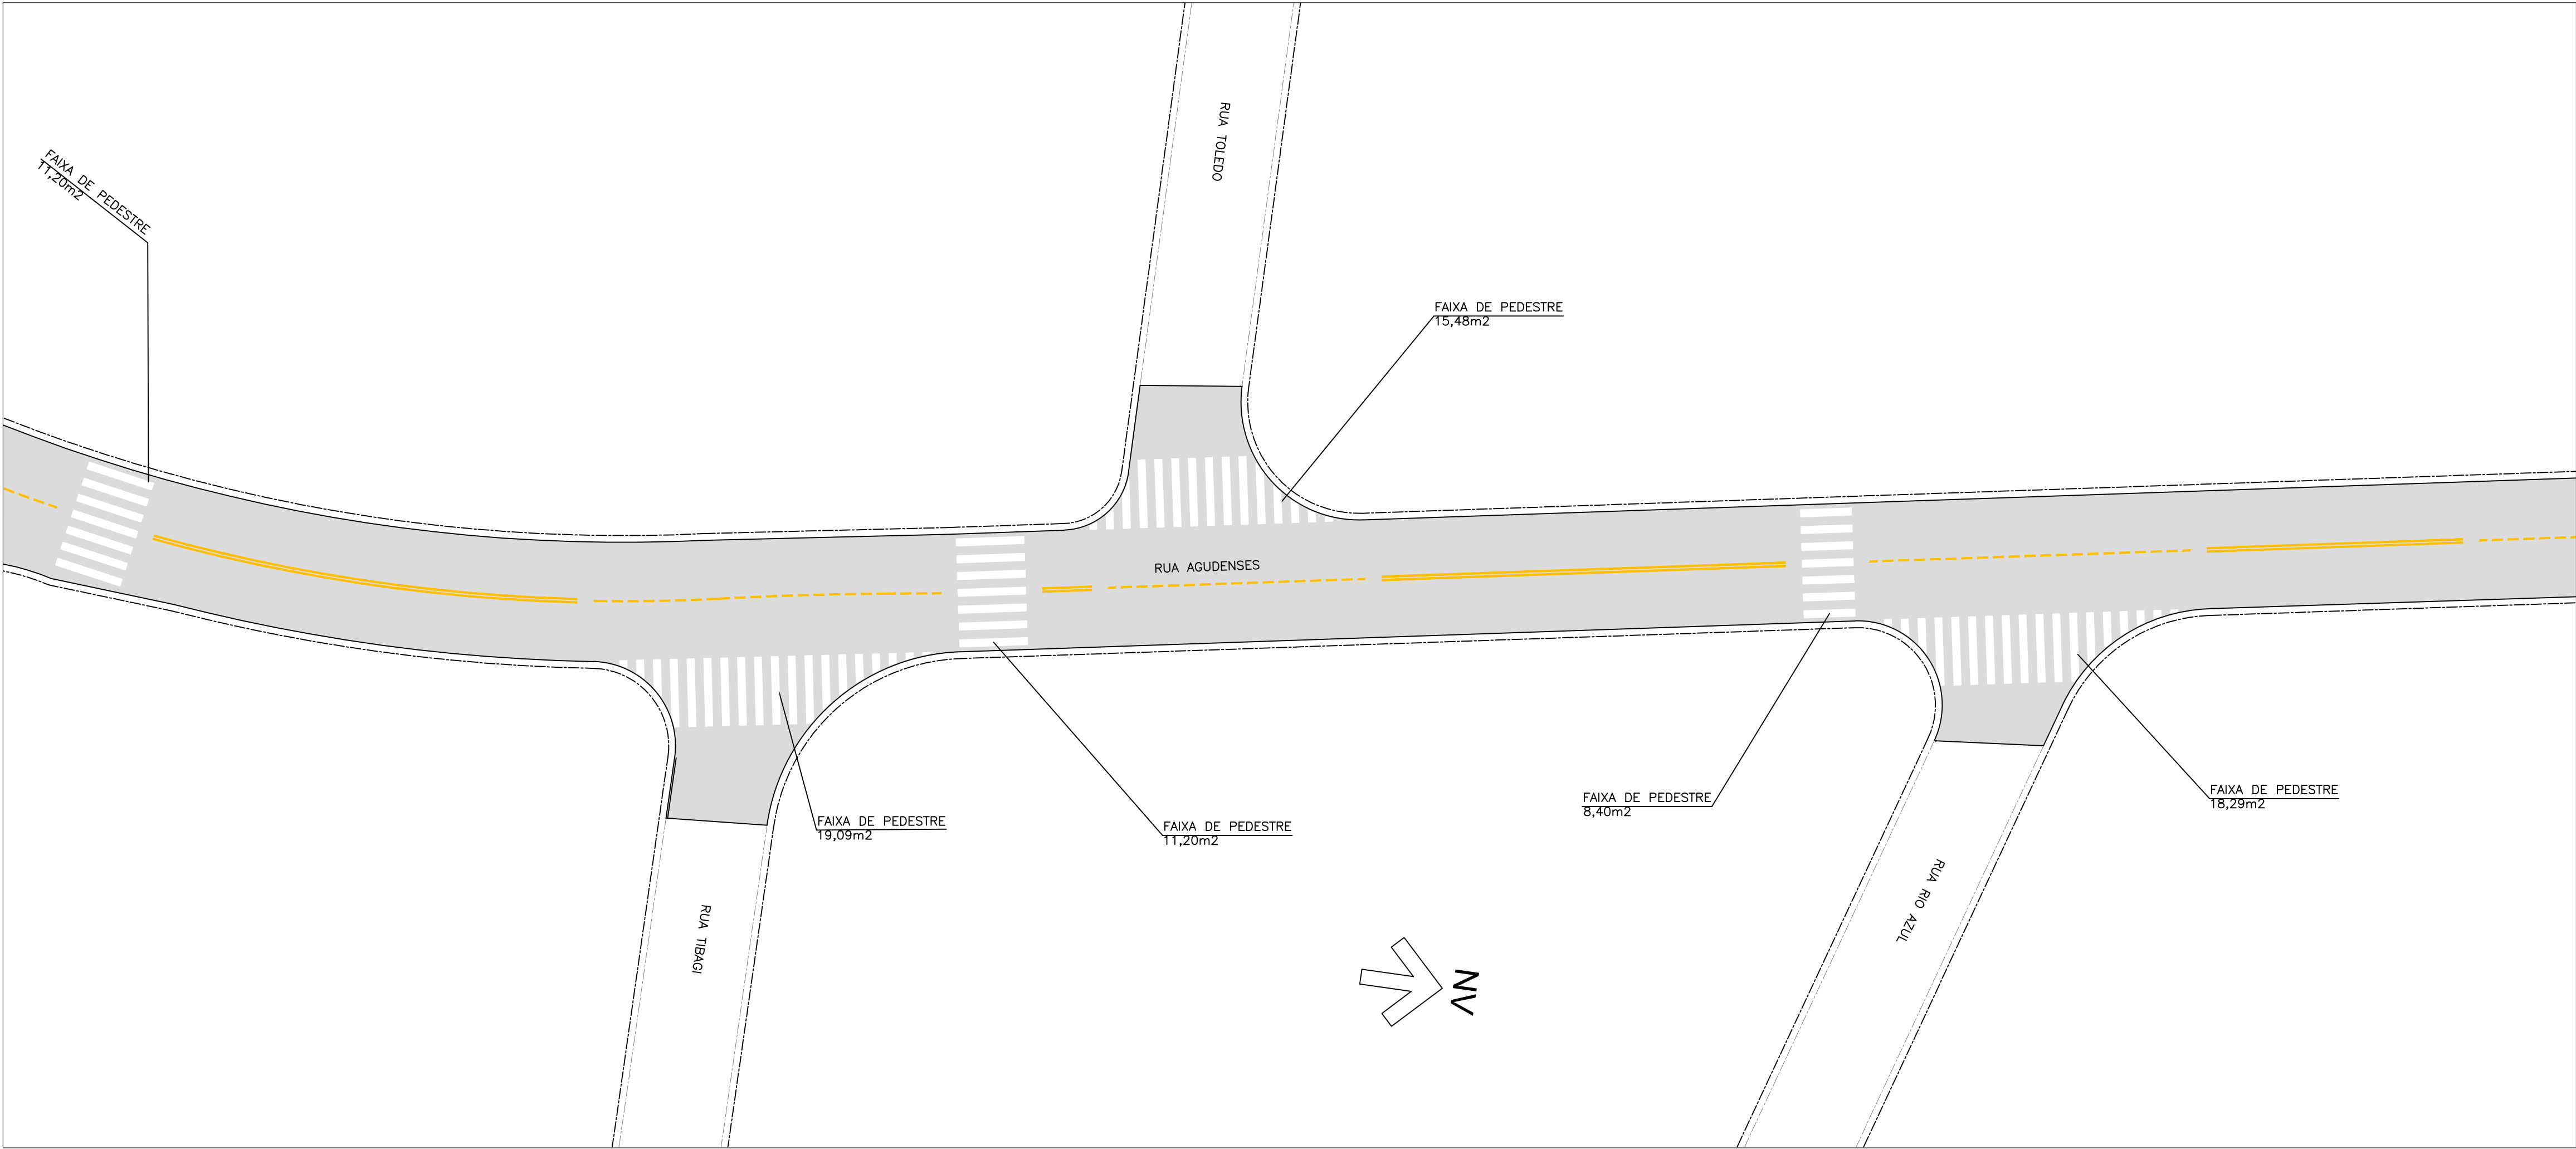 RUA TOLEDO
FAIXA DE PEDESTRE
11,20m2
FAIXA DE PEDESTRE
15,48m2
RUA AGUDENSES
FAIXA DE PEDESTRE
19,09m2
FAIXA DE PEDESTRE
11,20m2
FAIXA DE PEDESTRE
8,40m2
FAIXA DE PEDESTRE
18,29m2
RUA TIBAGI
RUA RIO AZUL
NV